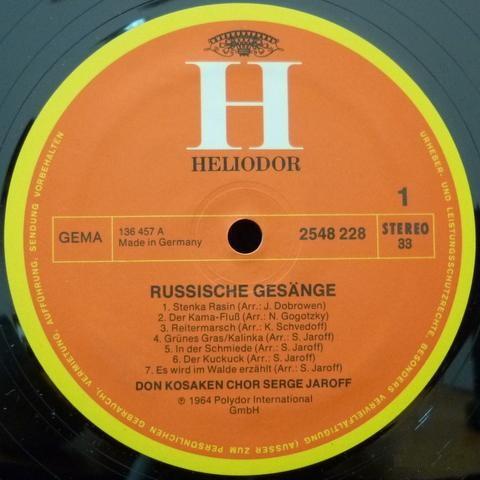 H
HELIODOR
1
GEMA
136 457 A
Made in Germany
2548 228
STEREO
33
RUSSISCHE GESÄNGE
1. Stenka Rasin (Arr.: J. Dobrowen)
2. Der Kama-Fluß (Arr.: N. Gogotzky)
3. Reitermarsch (Arr.: K. Schvedoff)
4. Grünes Gras/Kalinka (Arr.: S. Jaroff)
5. In der Schmiede (Arr.: S. Jaroff)
6. Der Kuckuck (Arr.: S. Jaroff)
7. Es wird im Walde erzählt (Arr.: S. Jaroff)
DON KOSAKEN CHOR SERGE JAROFF
℗ 1964 Polydor International
GmbH
URHEBER- UND LEISTUNGSSCHUTZRECHTE, BESONDERS VERVIELFÄLTIGUNG (AUSSER ZUM PERSÖNLICHEN GEBRAUCH), VERMIETUNG, AUFFÜHRUNG, SENDUNG VORBEHALTEN